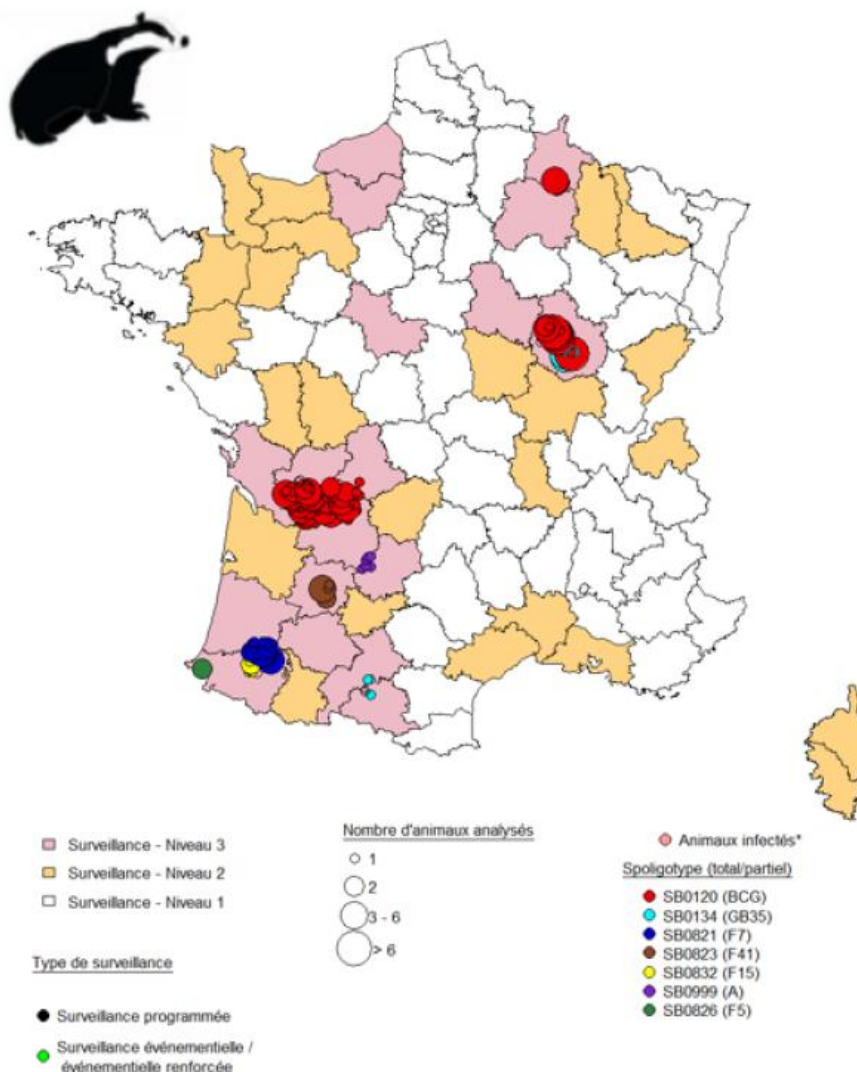 Surveillance - Niveau 3
Surveillance - Niveau 2
Surveillance - Niveau 1
Type de surveillance
Surveillance programmée
Surveillance événementielle /
événementielle renforcée
Nombre d'animaux analysés
1
2
3 - 6
> 6
Animaux infectés*
Spoligotype (total/partiel)
SB0120 (BCG)
SB0134 (GB35)
SB0821 (F7)
SB0823 (F41)
SB0832 (F15)
SB0999 (A)
SB0826 (F5)